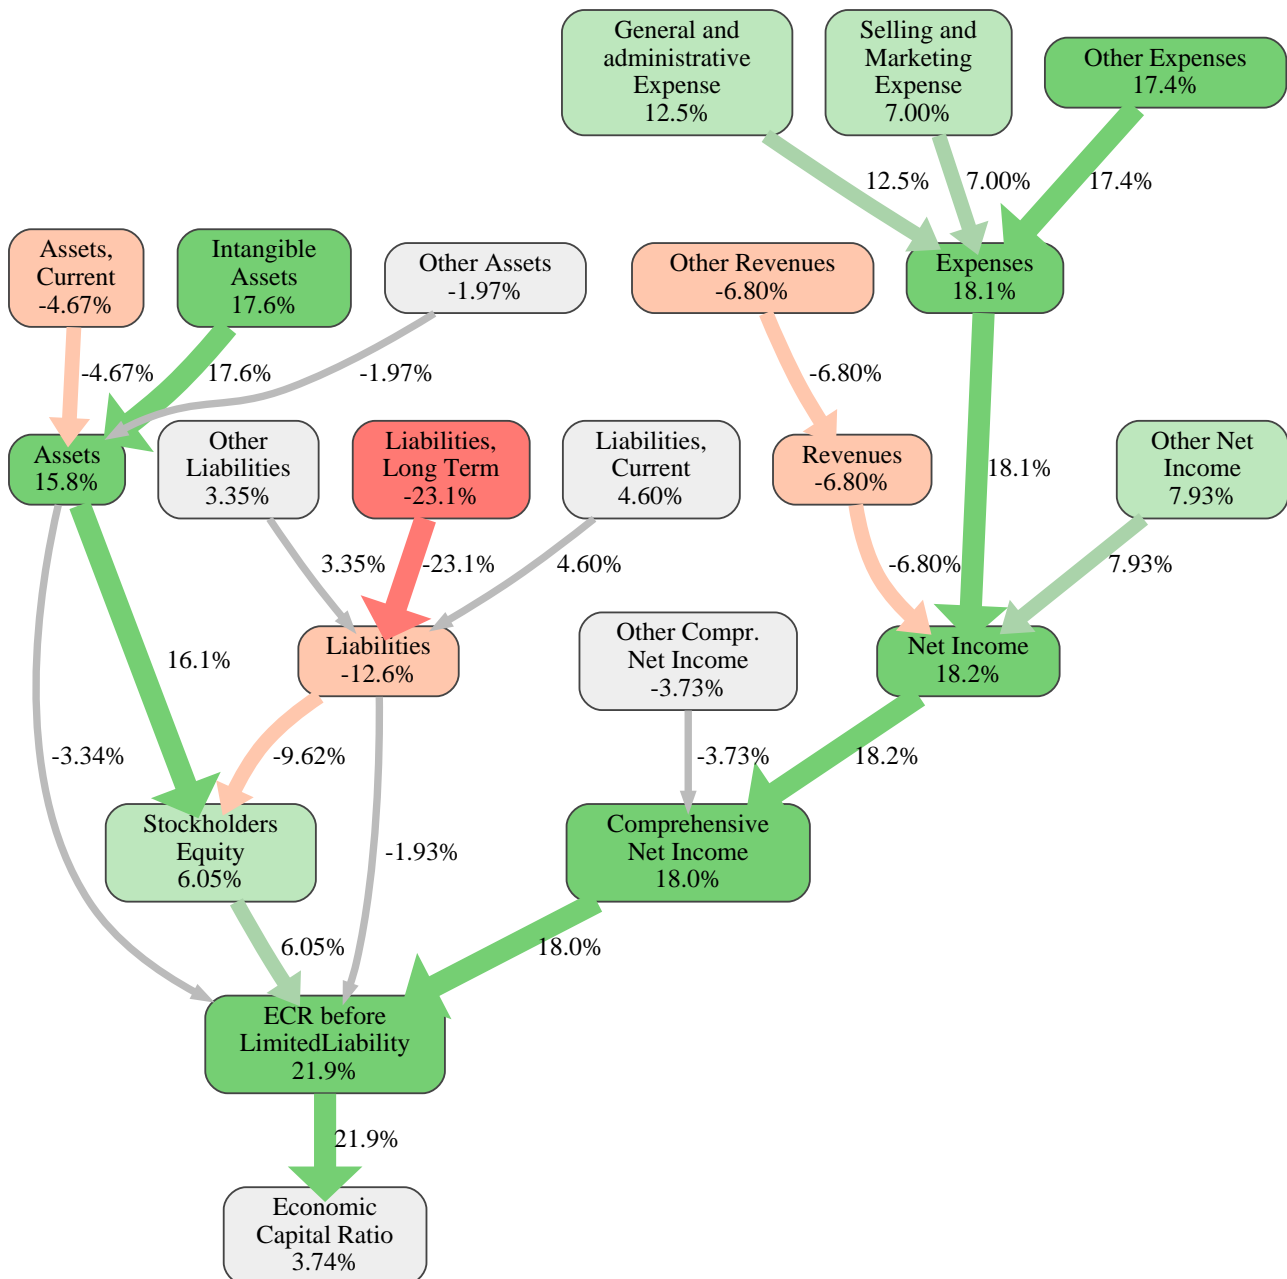 General and
administrative
Expense
12.5%
Selling and
Marketing
Expense
7.00%
Other Expenses
17.4%
12.5%
7.00%
17.4%
Assets,
Current
-4.67%
Intangible
Assets
17.6%
Other Assets
-1.97%
Other Revenues
-6.80%
Expenses
18.1%
-4.67%
17.6%
-1.97%
-6.80%
18.1%
Assets
15.8%
Other
Liabilities
3.35%
Liabilities,
Long Term
-23.1%
Liabilities,
Current
4.60%
Revenues
-6.80%
Other Net
Income
7.93%
3.35%
-23.1%
4.60%
-6.80%
7.93%
16.1%
Liabilities
-12.6%
Other Compr.
Net Income
-3.73%
Net Income
18.2%
-3.34%
-9.62%
-3.73%
18.2%
Stockholders
Equity
6.05%
-1.93%
Comprehensive
Net Income
18.0%
6.05%
18.0%
ECR before
LimitedLiability
21.9%
21.9%
Economic
Capital Ratio
3.74%